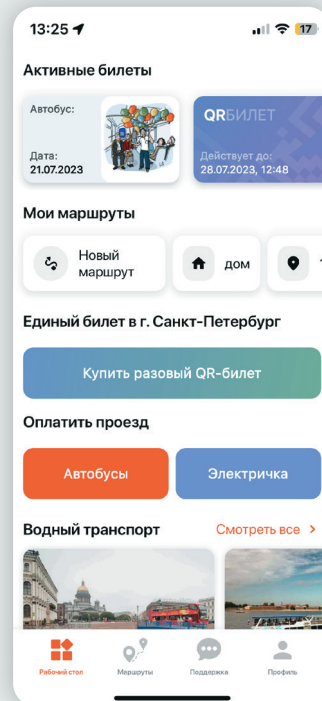 13:25
17
Активные билеты
Автобус:
Дата:
21.07.2023
QRБИЛЕТ
Действует до:
28.07.2023, 12:48
Мои маршруты
Новый
маршрут
дом
Единый билет в г. Санкт-Петербург
Купить разовый QR-билет
Оплатить проезд
Автобусы
Электричка
Водный транспорт
Смотреть все >
Рабочий стол
Маршруты
Поддержка
Профиль